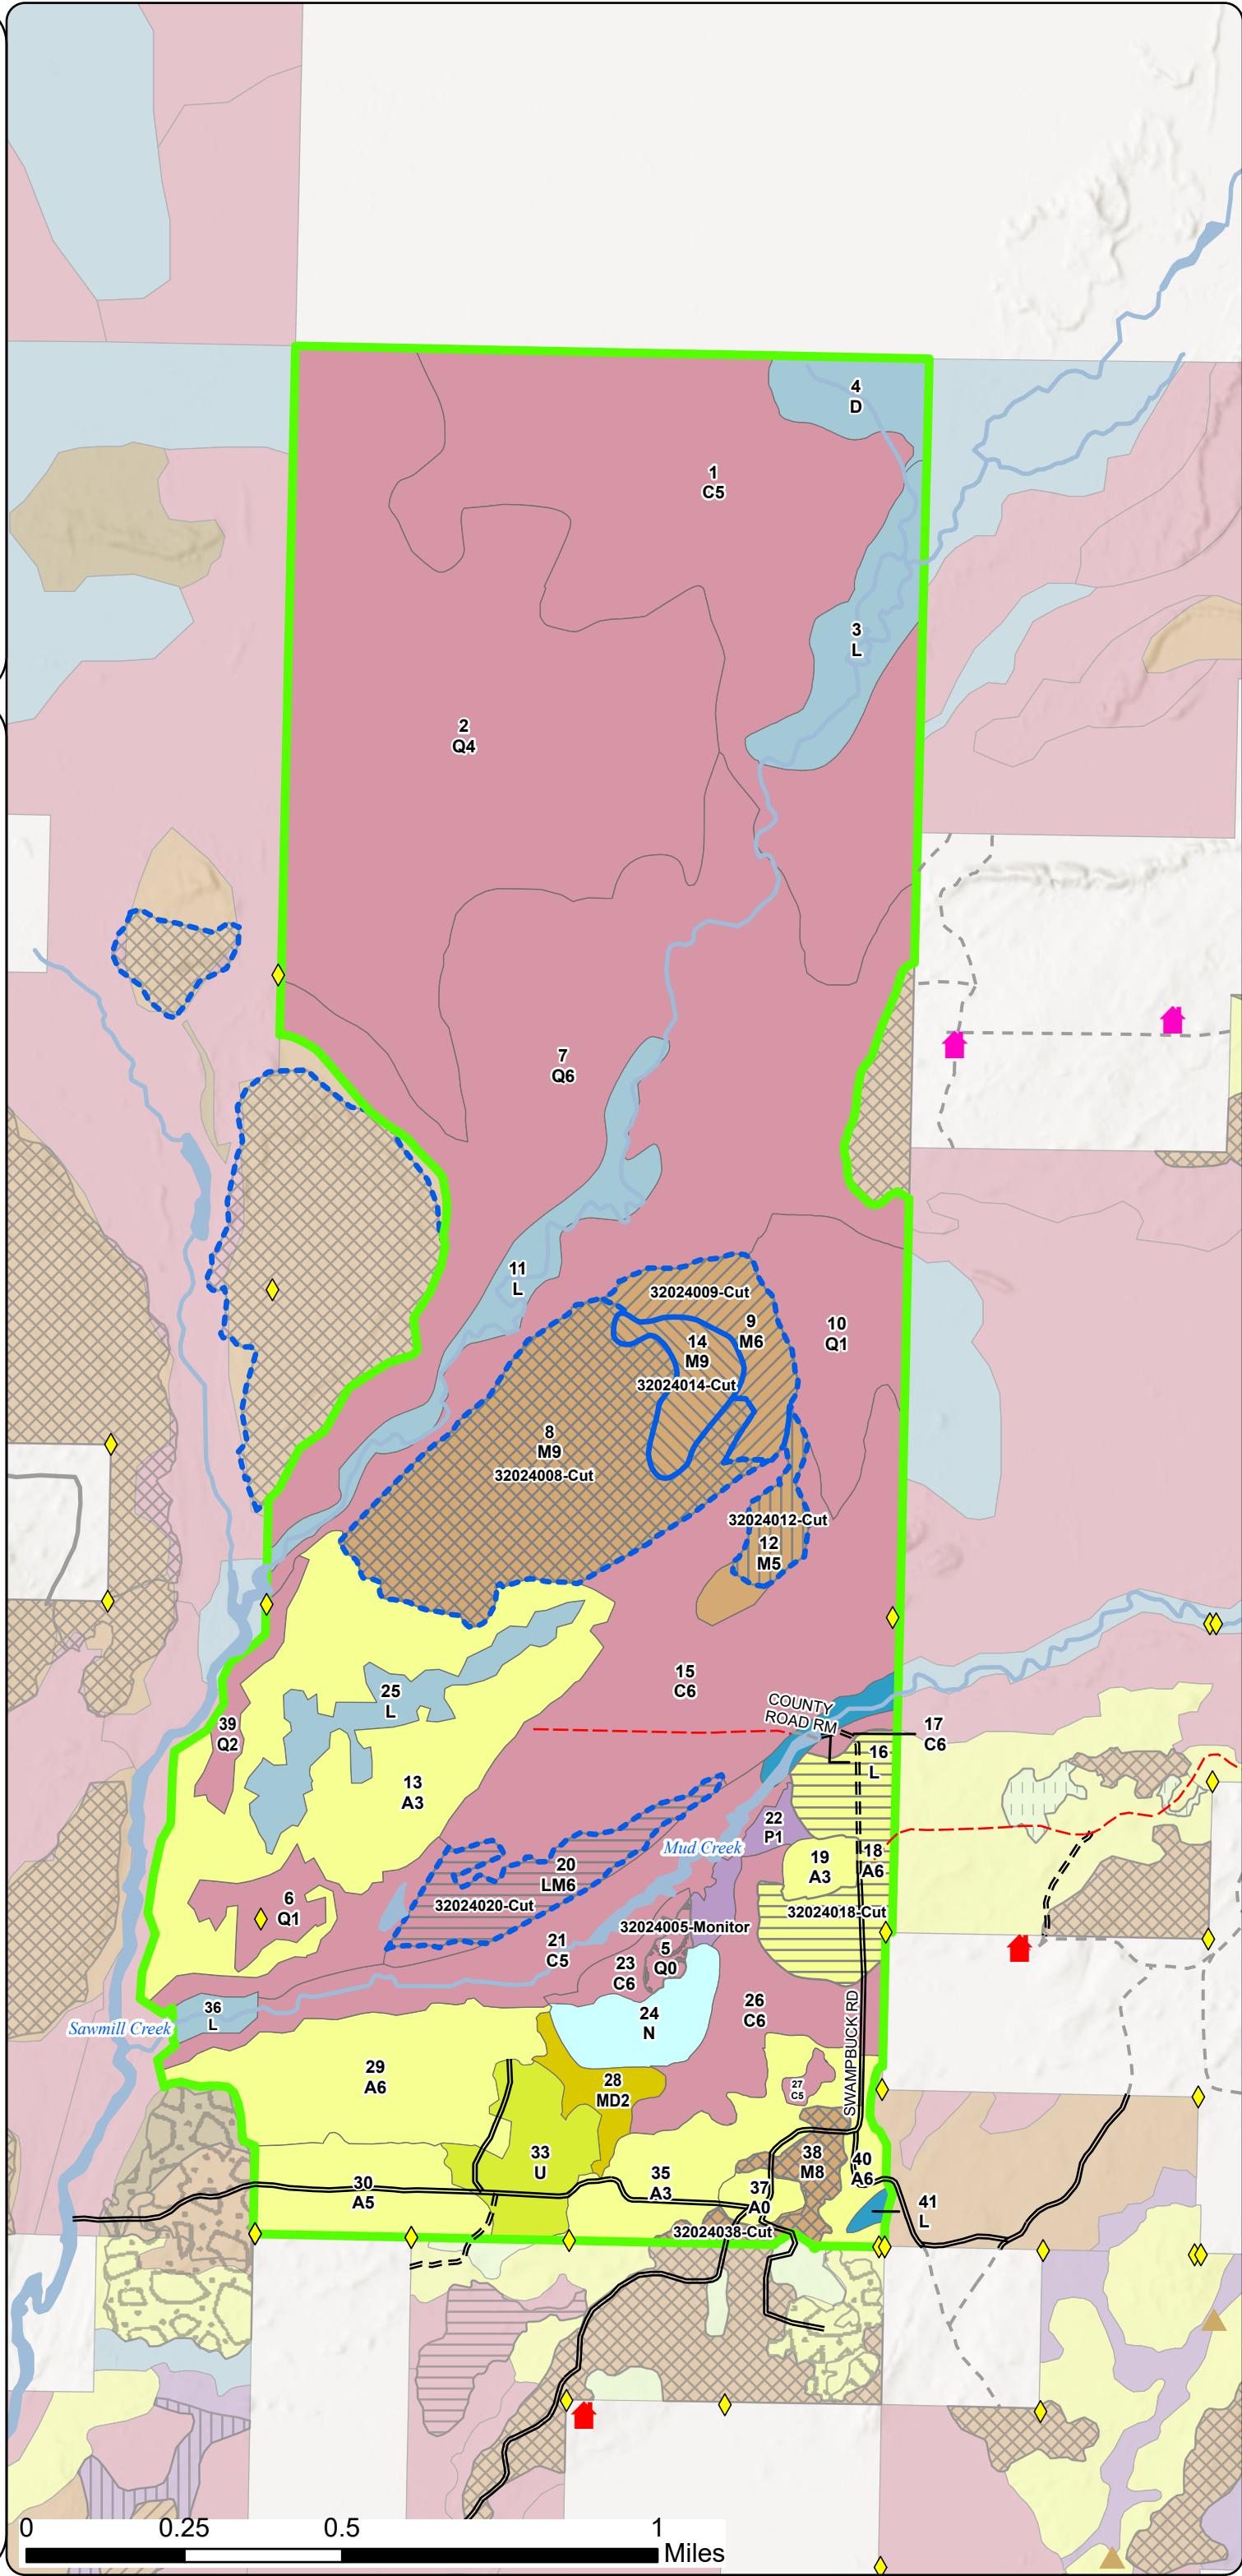 4
D
1
C5
3
L
2
Q4
7
Q6
11
L
32024009-Cut
9
M6
10
Q1
14
M9
32024014-Cut
8
M9
32024008-Cut
32024012-Cut
12
M5
15
C6
25
L
COUNTY
ROAD RM
39
Q2
17
C6
16
L
13
A3
22
P1
Mud Creek
20
LM6
19
A3
18
A6
6
Q1
32024020-Cut
32024018-Cut
32024005-Monitor
21
C5
5
Q0
23
C6
36
L
24
N
26
C6
Sawmill Creek
SWAMPBUCK RD
29
A6
28
MD2
27
C5
33
U
38
M8
40
A6
30
A5
35
A3
37
A0
41
L
32024038-Cut
0 0.25 0.5 1
Miles